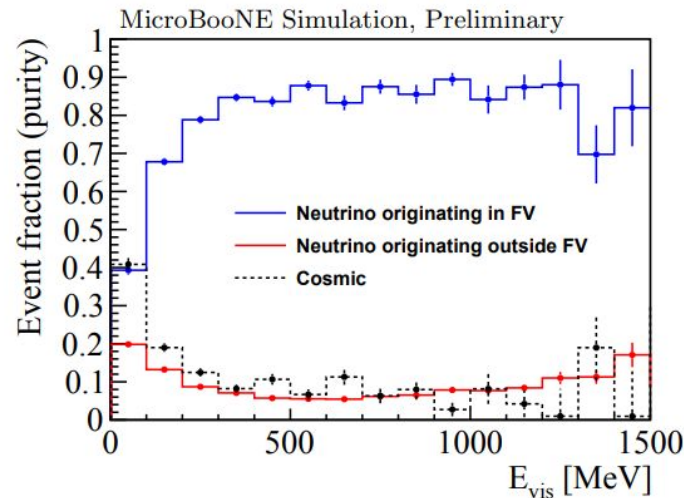 MicroBooNE Simulation, Preliminary
Event fraction (purity)
1
0.9
0.8
0.7
0.6
0.5
0.4
0.3
0.2
0.1
0
Neutrino originating in FV
Neutrino originating outside FV
Cosmic
0 500 1000 1500
E_vis [MeV]